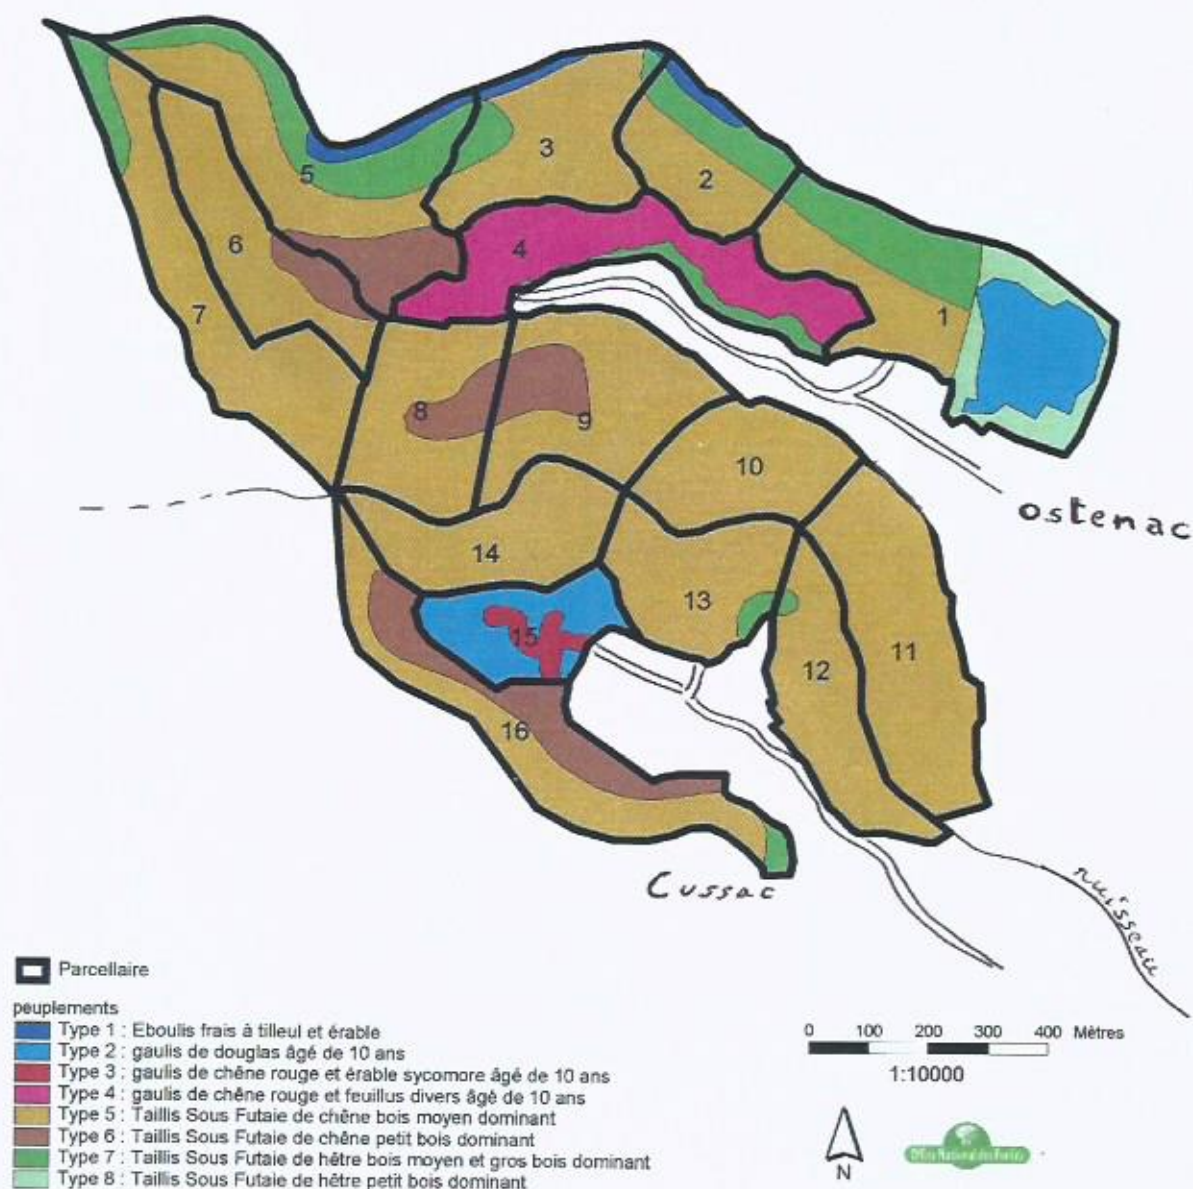 3
2
5
4
6
1
7
8
9
10
ostenac
14
13
11
15
12
16
Cussac
ruisseau
Parcellaire
peuplements
Type 1 : Eboulis frais à tilleul et érable
Type 2 : gaulis de douglas âgé de 10 ans
Type 3 : gaulis de chêne rouge et érable sycomore âgé de 10 ans
Type 4 : gaulis de chêne rouge et feuillus divers âgé de 10 ans
Type 5 : Taillis Sous Futaie de chêne bois moyen dominant
Type 6 : Taillis Sous Futaie de chêne petit bois dominant
Type 7 : Taillis Sous Futaie de hêtre bois moyen et gros bois dominant
Type 8 : Taillis Sous Futaie de hêtre petit bois dominant
0 100 200 300 400 Mètres
1:10000
N
Office National des Forêts